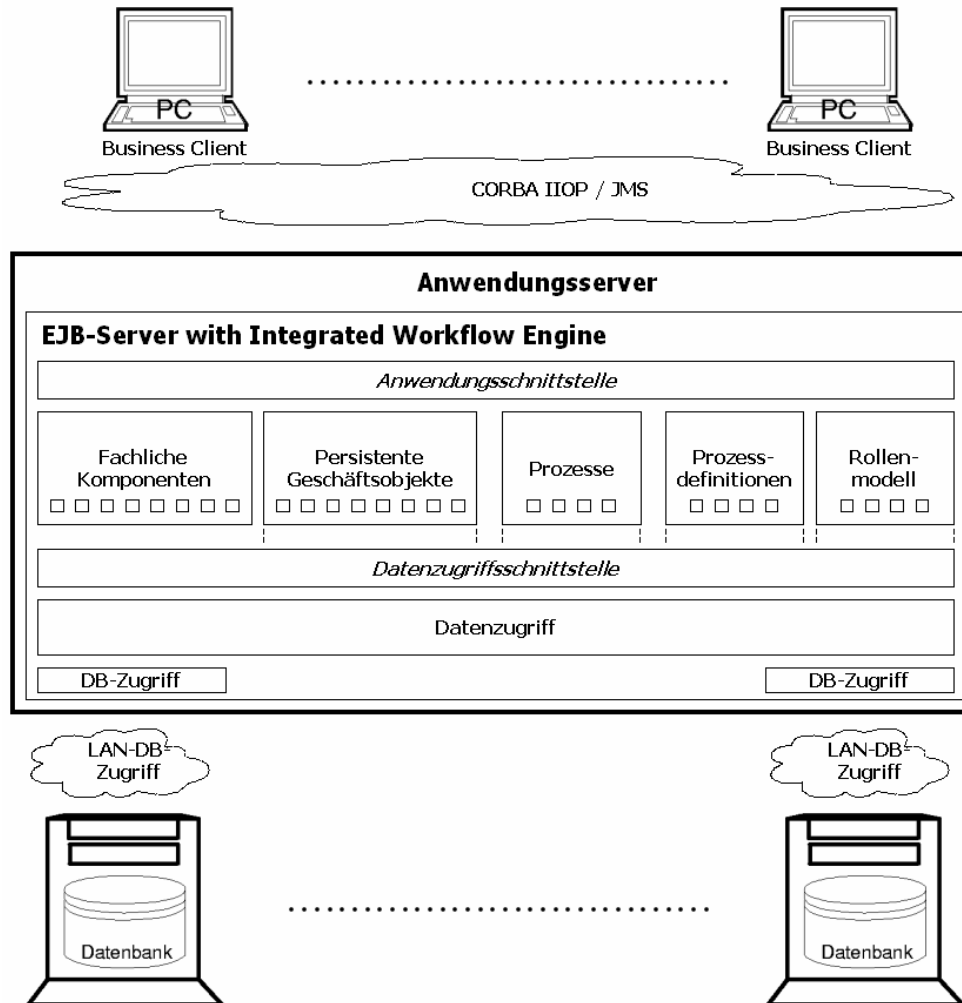 PC
PC
Business Client
Business Client
CORBA IIOP / JMS
Anwendungsserver
EJB-Server with Integrated Workflow Engine
Anwendungsschnittstelle
Fachliche
Komponenten
Persistente
Geschäftsobjekte
Prozesse
Prozess-
definitionen
Rollen-
modell
Datenzugriffsschnittstelle
Datenzugriff
DB-Zugriff
DB-Zugriff
LAN-DB-
Zugriff
LAN-DB-
Zugriff
Datenbank
Datenbank